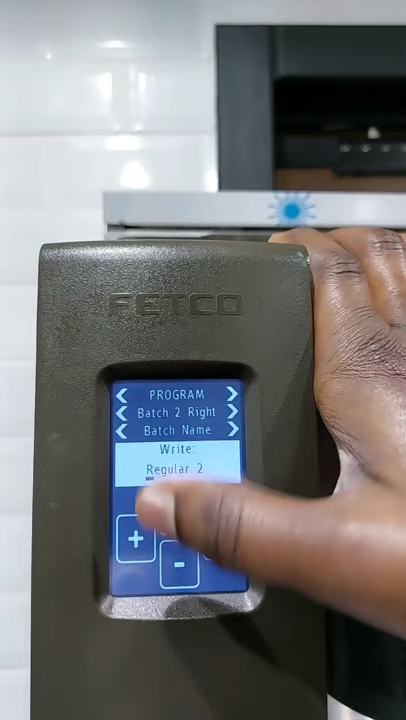 FETCO
PROGRAM
Batch 2 Right
Batch Name
Write:
Regular 2
+
-